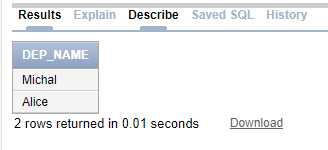 Results Explain Describe Saved SQL History
DEP_NAME
Michal
Alice
2 rows returned in 0.01 seconds Download